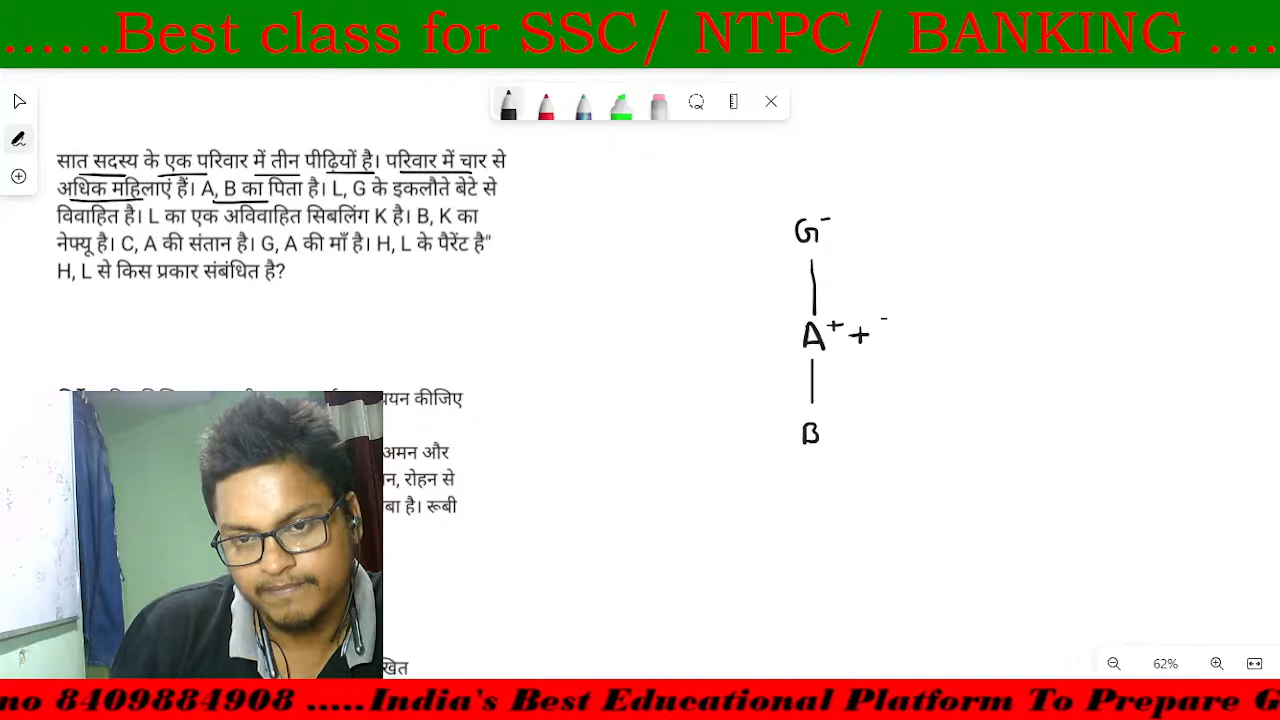 ......Best class for SSC/ NTPC/ BANKING ....
सात सदस्य के एक परिवार में तीन पीढ़ियों है। परिवार में चार से
अधिक महिलाएं हैं। A, B का पिता है। L, G के इकलौते बेटे से
विवाहित है। L का एक अविवाहित सिबलिंग K है। B, K का
नेफ्यू है। C, A की संतान है। G, A की माँ है। H, L के पैरेंट है"
H, L से किस प्रकार संबंधित है?
G-
A+ + -
B
चयन कीजिए
अमन और
न, रोहन से
बा है। रूबी
खित
62%
no 8409884908 .....India's Best Educational Platform To Prepare G